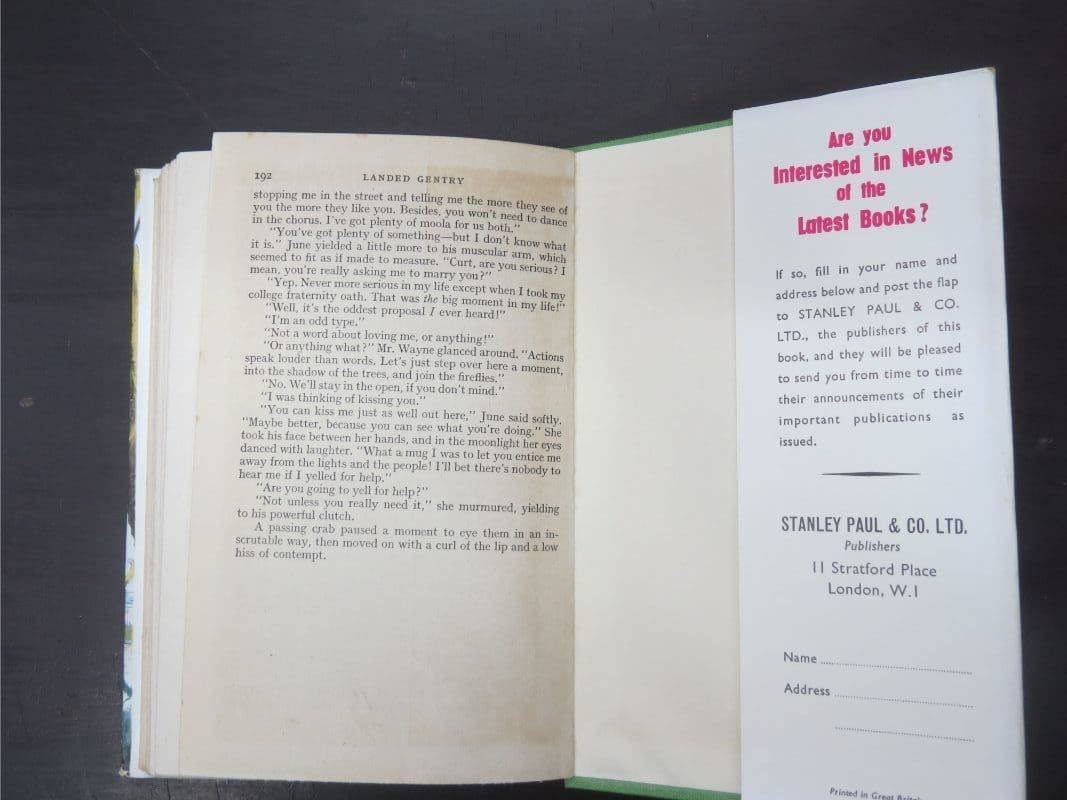 192
LANDED GENTRY
stopping me in the street and telling me the more they see of
you the more they like you. Besides, you won't need to dance
in the chorus. I've got plenty of moola for us both."
"You've got plenty of something—but I don't know what
it is." June yielded a little more to his muscular arm, which
seemed to fit as if made to measure. "Curt, are you serious? I
mean, you're really asking me to marry you?"
"Yep. Never more serious in my life except when I took my
college fraternity oath. That was the big moment in my life!"
"Well, it's the oddest proposal I ever heard!"
"I'm an odd type."
"Not a word about loving me, or anything!"
"Or anything what?" Mr. Wayne glanced around. "Actions
speak louder than words. Let's just step over here a moment,
into the shadow of the trees, and join the fireflies."
"No. We'll stay in the open, if you don't mind."
"I was thinking of kissing you."
"You can kiss me just as well out here," June said softly.
"Maybe better, because you can see what you're doing." She
took his face between her hands, and in the moonlight her eyes
danced with laughter. "What a mug I was to let you entice me
away from the lights and the people! I'll bet there's nobody to
hear me if I yelled for help."
"Are you going to yell for help?"
"Not unless you really need it," she murmured, yielding
to his powerful clutch.
A passing crab paused a moment to eye them in an in-
scrutable way, then moved on with a curl of the lip and a low
hiss of contempt.
Are you
Interested in News
of the
Latest Books?
If so, fill in your name and
address below and post the flap
to STANLEY PAUL & CO.
LTD., the publishers of this
book, and they will be pleased
to send you from time to time
their announcements of their
important publications as
issued.
STANLEY PAUL & CO. LTD.
Publishers
11 Stratford Place
London, W.1
Name
Address
Printed in Great